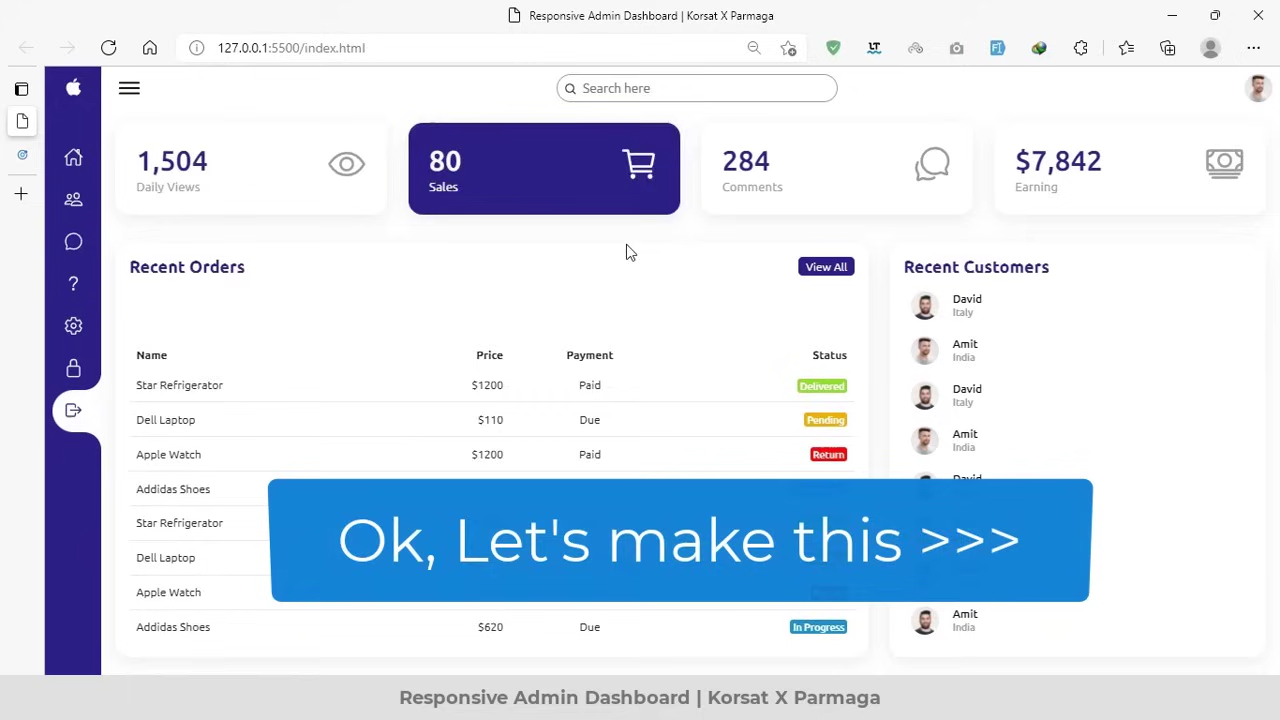 Responsive Admin Dashboard | Korsat X Parmaga
127.0.0.1:5500/index.html
Search here
1,504
Daily Views
80
Sales
284
Comments
$7,842
Earning
Recent Orders
View All
Name Price Payment Status
Star Refrigerator $1200 Paid Delivered
Dell Laptop $110 Due Pending
Apple Watch $1200 Paid Return
Addidas Shoes
Star Refrigerator
Dell Laptop
Apple Watch
Addidas Shoes $620 Due In Progress
Recent Customers
David
Italy
Amit
India
David
Italy
Amit
India
David
Amit
India
Ok, Let's make this >>>
Responsive Admin Dashboard | Korsat X Parmaga